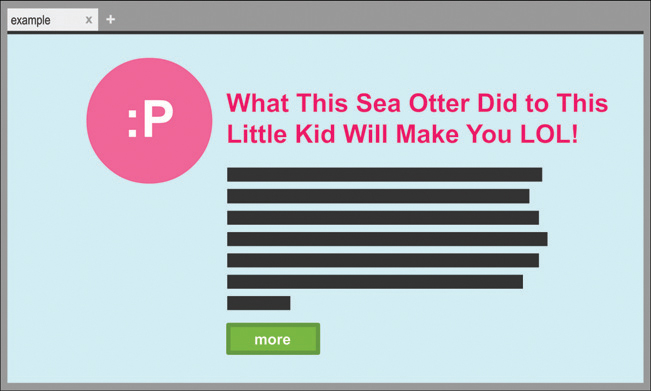 example x +
:P
What This Sea Otter Did to This
Little Kid Will Make You LOL!
more